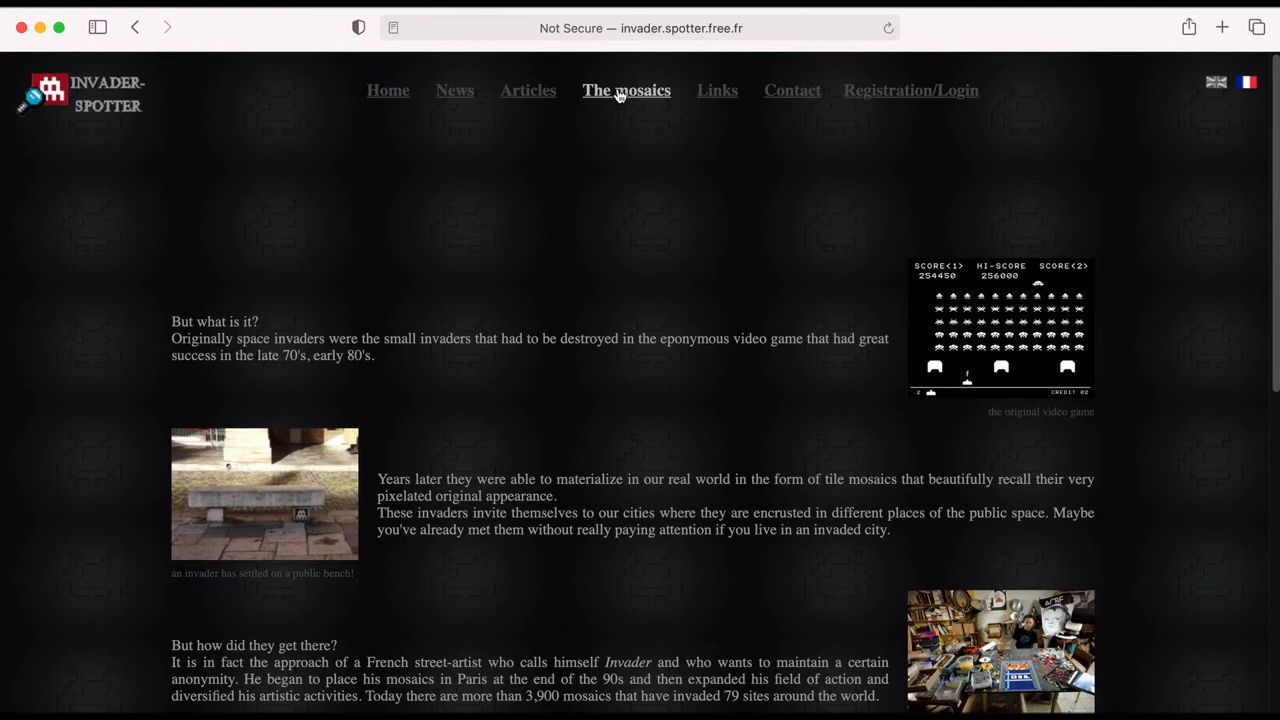 Not Secure — invader.spotter.free.fr
INVADER-
SPOTTER
Home News Articles The mosaics Links Contact Registration/Login
SCORE<1> HI-SCORE SCORE<2>
254450 256000
2 CREDIT 02
the original video game
But what is it?
Originally space invaders were the small invaders that had to be destroyed in the eponymous video game that had great
success in the late 70's, early 80's.
Years later they were able to materialize in our real world in the form of tile mosaics that beautifully recall their very
pixelated original appearance.
These invaders invite themselves to our cities where they are encrusted in different places of the public space. Maybe
you've already met them without really paying attention if you live in an invaded city.
an invader has settled on a public bench!
But how did they get there?
It is in fact the approach of a French street-artist who calls himself Invader and who wants to maintain a certain
anonymity. He began to place his mosaics in Paris at the end of the 90s and then expanded his field of action and
diversified his artistic activities. Today there are more than 3,900 mosaics that have invaded 79 sites around the world.